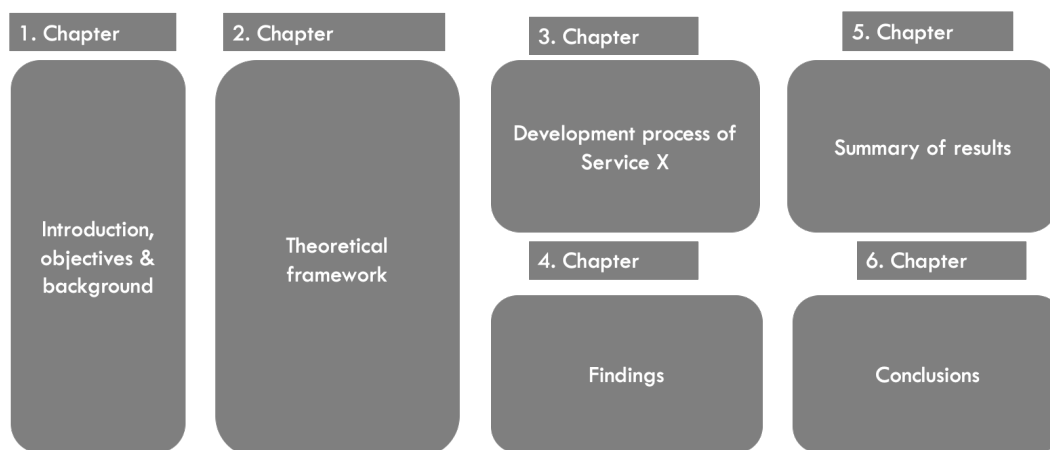 1. Chapter
Introduction,
objectives &
background
2. Chapter
Theoretical
framework
3. Chapter
Development process of
Service X
4. Chapter
Findings
5. Chapter
Summary of results
6. Chapter
Conclusions